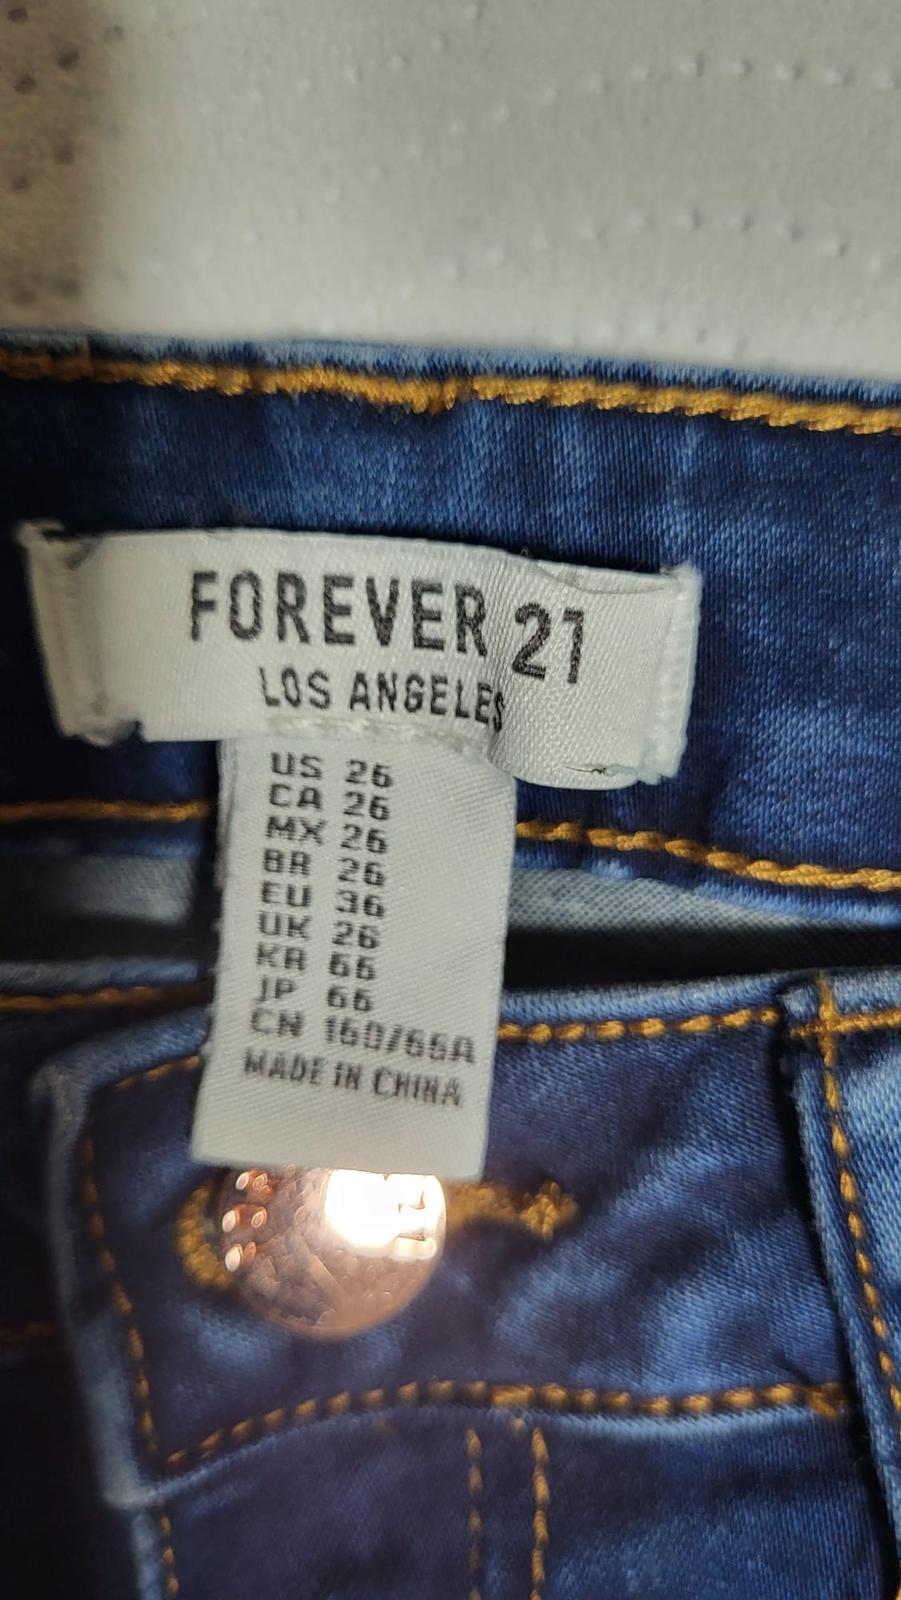 FOREVER 21
LOS ANGELES
US 26
CA 26
MX 26
BR 26
EU 36
UK 26
KR 66
JP 66
CN 160/66A
MADE IN CHINA